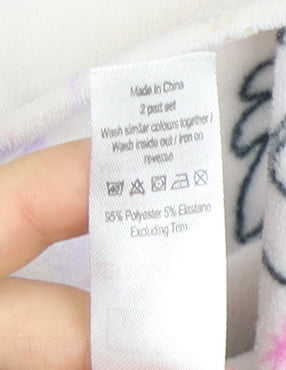 Made In China
2 part set
Wash similar colours together /
Wash inside out / iron on
reverse
95% Polyester 5% Elastane
Excluding Trim